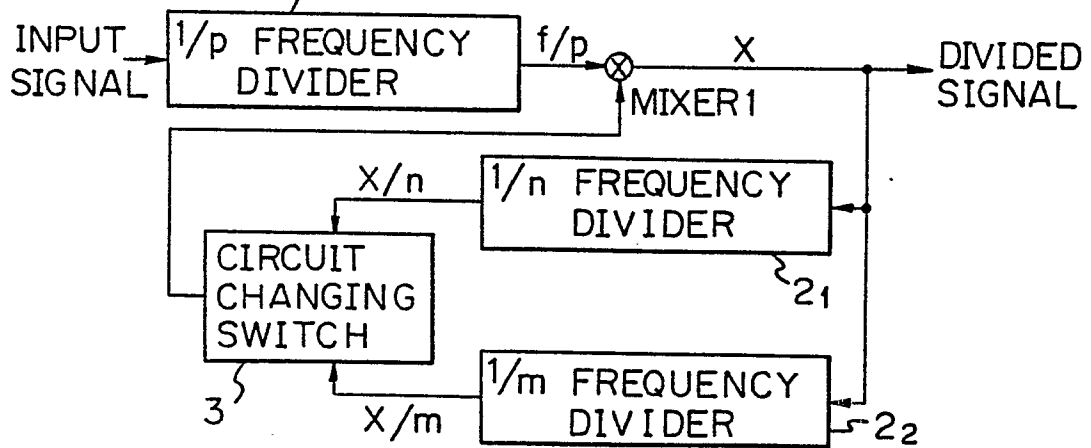 INPUT
SIGNAL
1/p FREQUENCY
DIVIDER
f/p
MIXER1
X
DIVIDED
SIGNAL
X/n
1/n FREQUENCY
DIVIDER
21
CIRCUIT
CHANGING
SWITCH
3
X/m
1/m FREQUENCY
DIVIDER
22